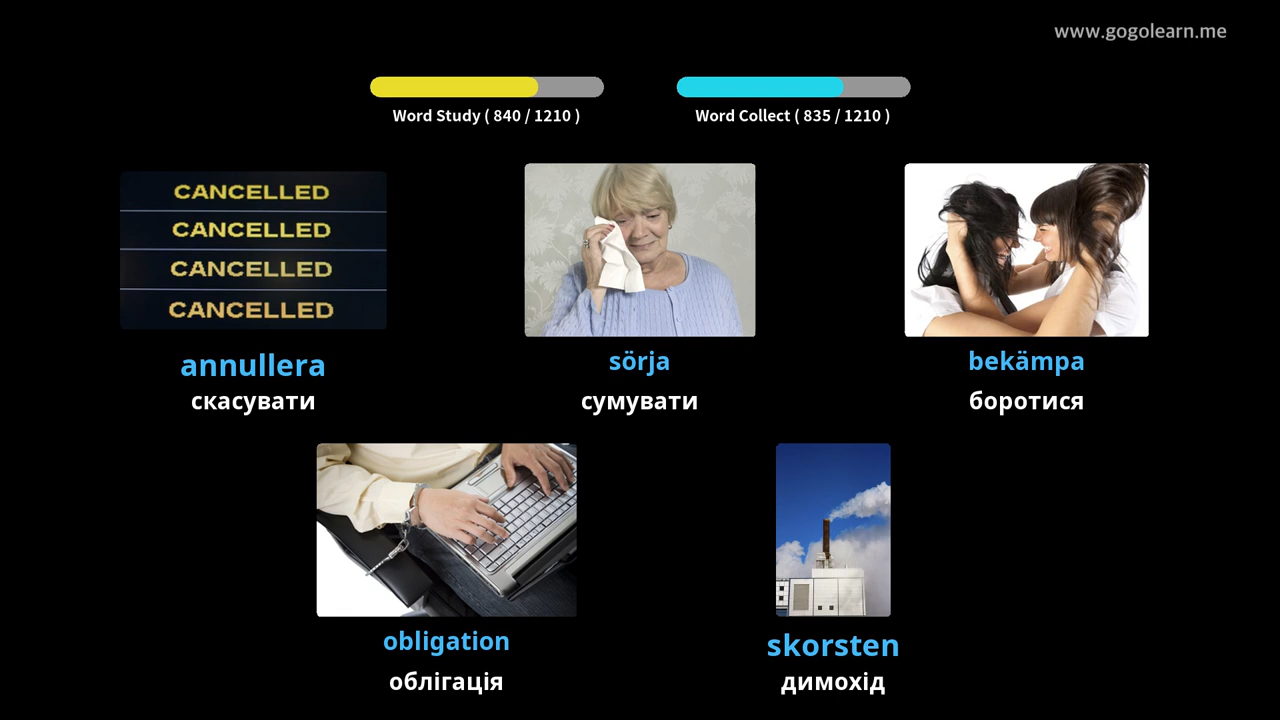 www.gogolearn.me
Word Study ( 840 / 1210 )
Word Collect ( 835 / 1210 )
CANCELLED
CANCELLED
CANCELLED
CANCELLED
annullera
скасувати
sörja
сумувати
bekämpa
боротися
obligation
облігація
skorsten
димохід